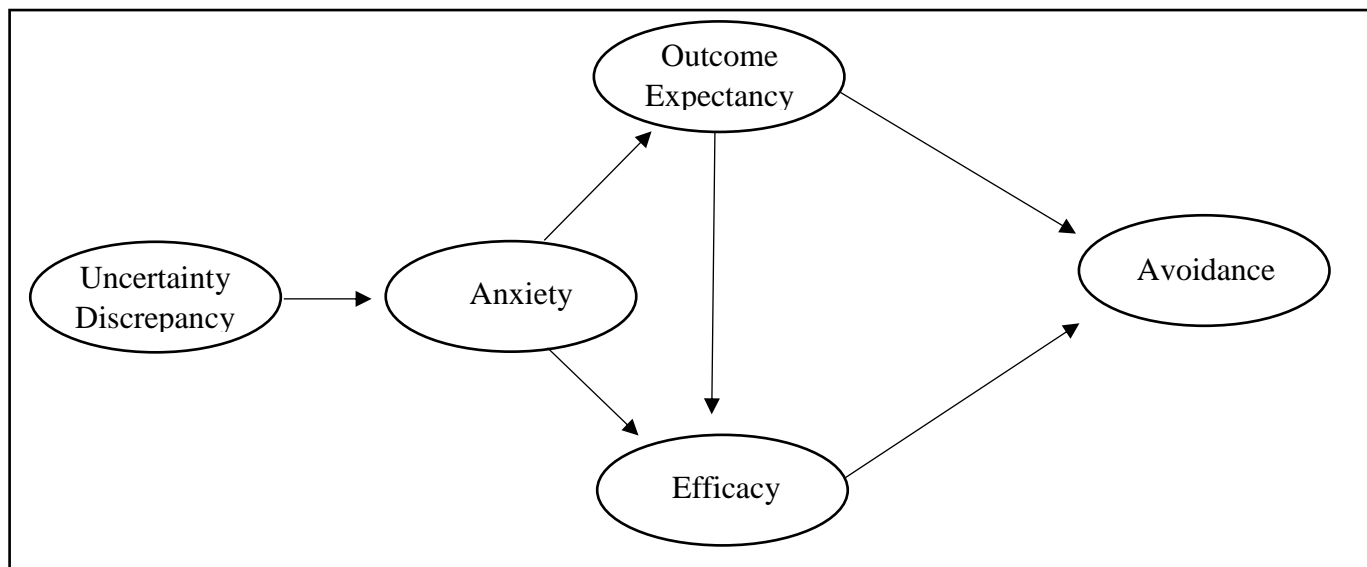 Outcome
Expectancy
Uncertainty
Discrepancy
Anxiety
Avoidance
Efficacy